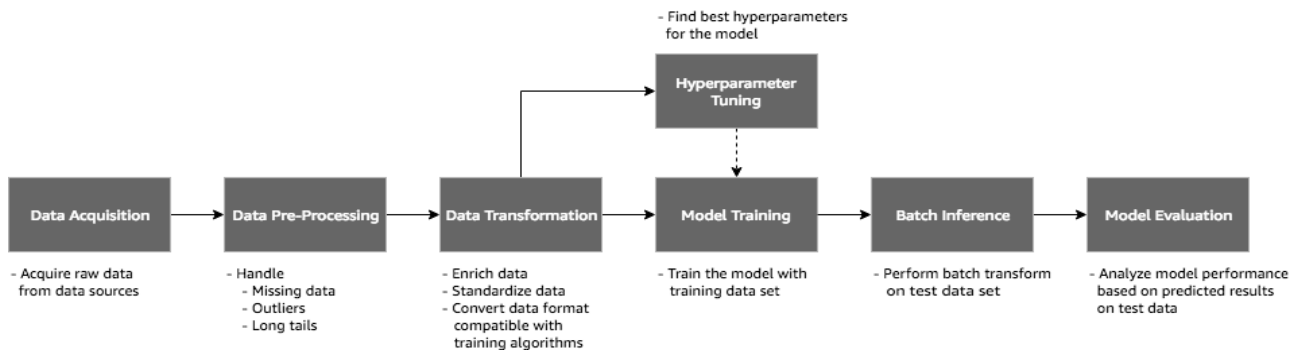 - Find best hyperparameters
for the model
Hyperparameter
Tuning
Data Acquisition
Data Pre-Processing
Data Transformation
Model Training
Batch Inference
Model Evaluation
- Acquire raw data
from data sources
- Handle
- Missing data
- Outliers
- Long tails
- Enrich data
- Standardize data
- Convert data format
compatible with
training algorithms
- Train the model with
training data set
- Perform batch transform
on test data set
- Analyze model performance
based on predicted results
on test data